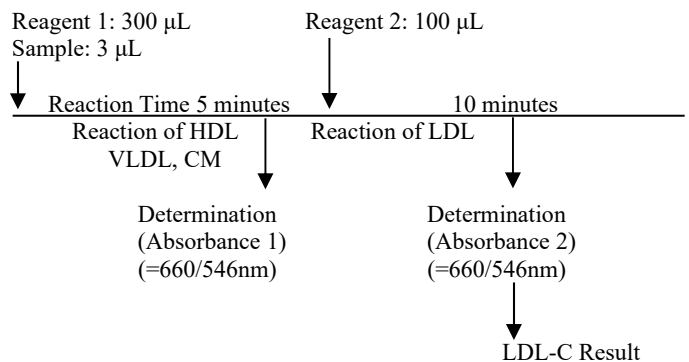 Reagent 1: 300 μL
Sample: 3 μL
Reagent 2: 100 μL
Reaction Time 5 minutes
10 minutes
Reaction of HDL
VLDL, CM
Reaction of LDL
Determination
(Absorbance 1)
(=660/546nm)
Determination
(Absorbance 2)
(=660/546nm)
LDL-C Result